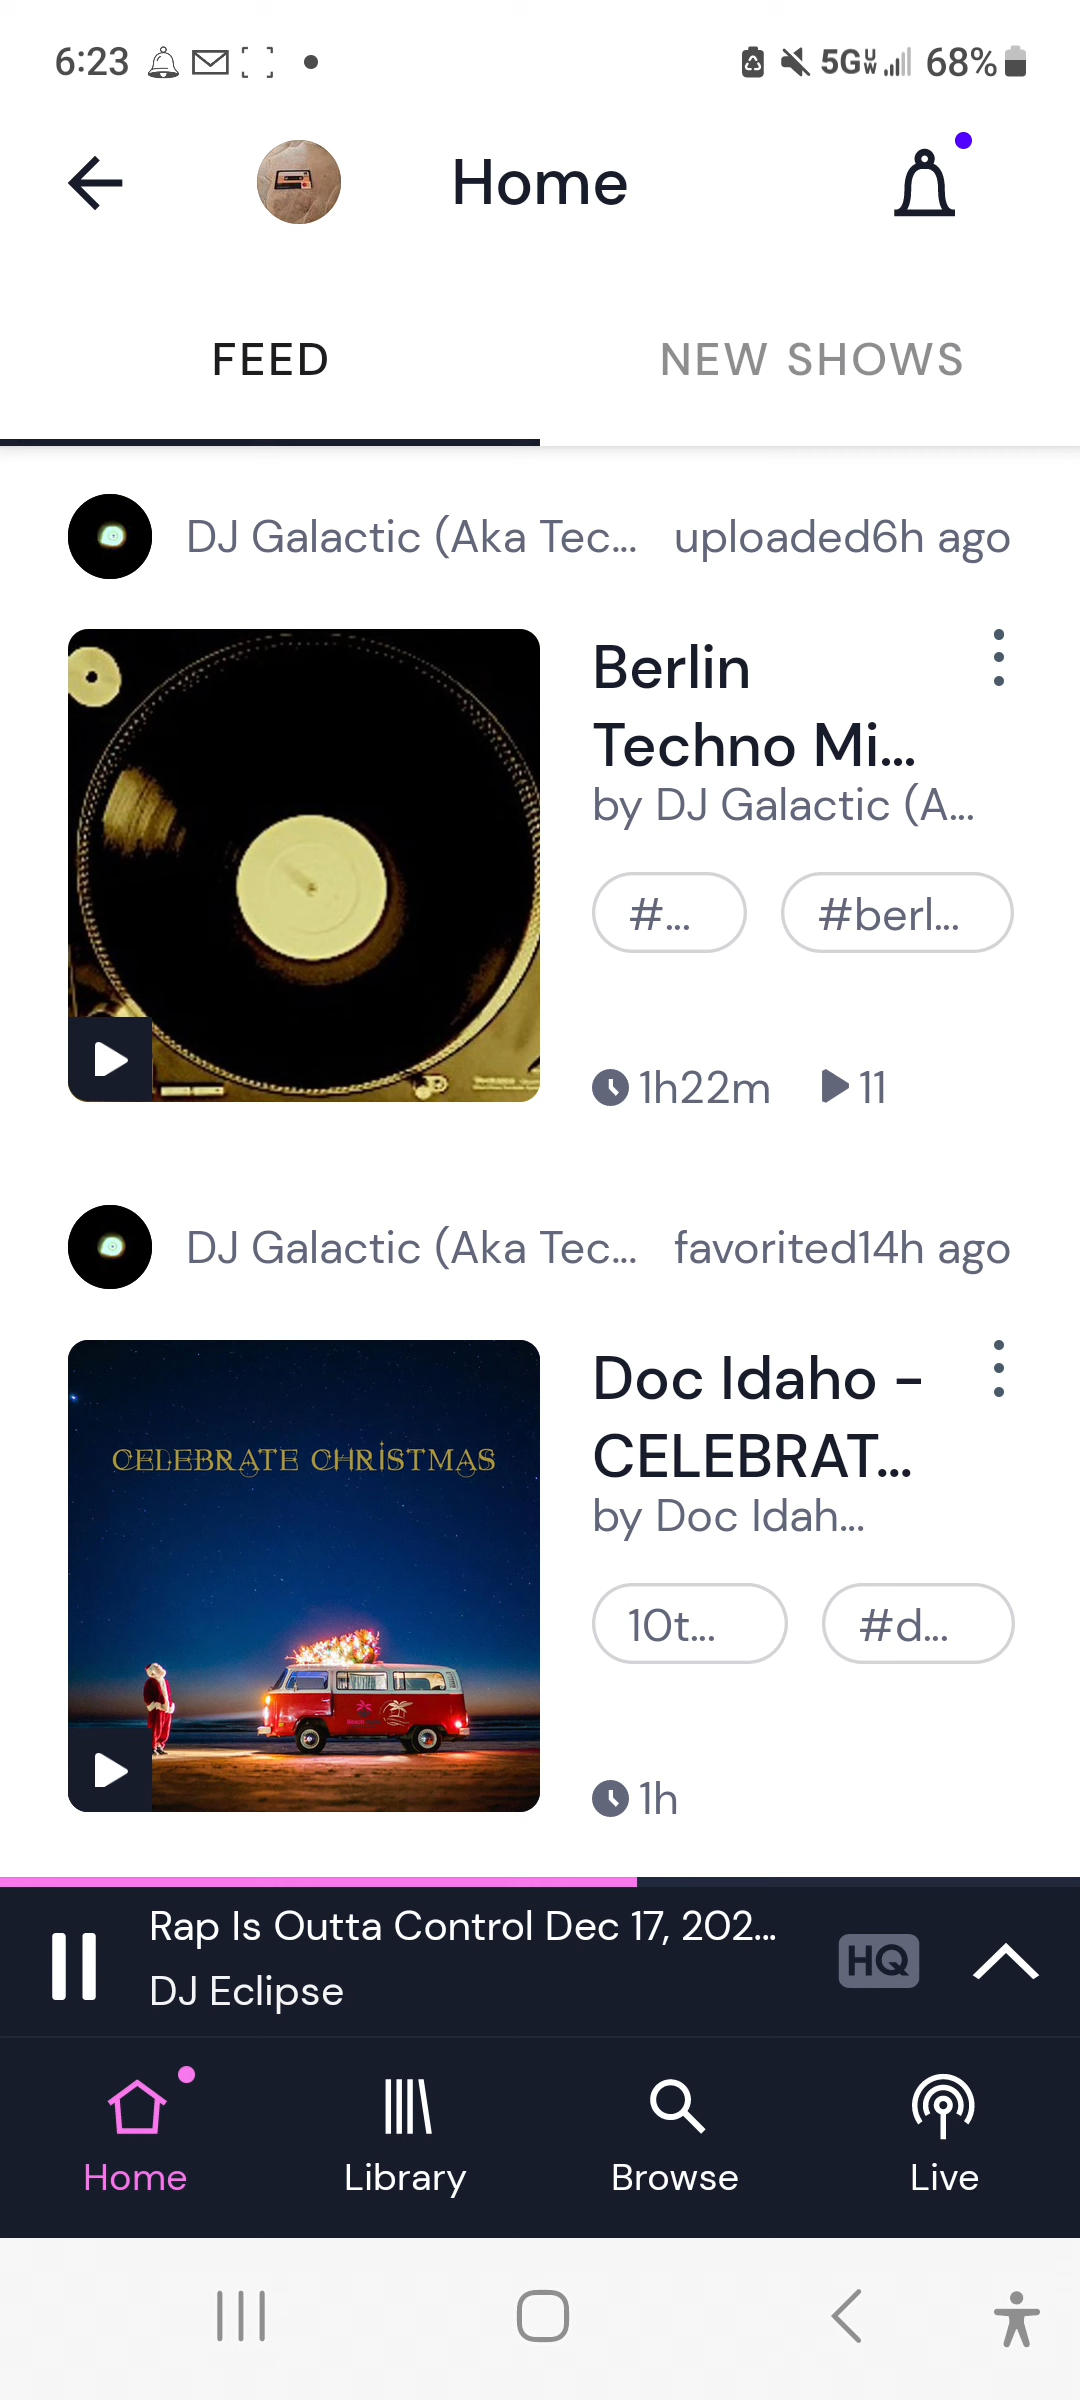 6:23 5G UW 68%
Home
FEED NEW SHOWS
DJ Galactic (Aka Tec... uploaded6h ago
Berlin
Techno Mi...
by DJ Galactic (A...
#... #berl...
1h22m 11
DJ Galactic (Aka Tec... favorited14h ago
CELEBRATE CHRISTMAS
Doc Idaho -
CELEBRAT...
by Doc Idah...
10t... #d...
1h
Rap Is Outta Control Dec 17, 202...
DJ Eclipse
HQ
Home Library Browse Live